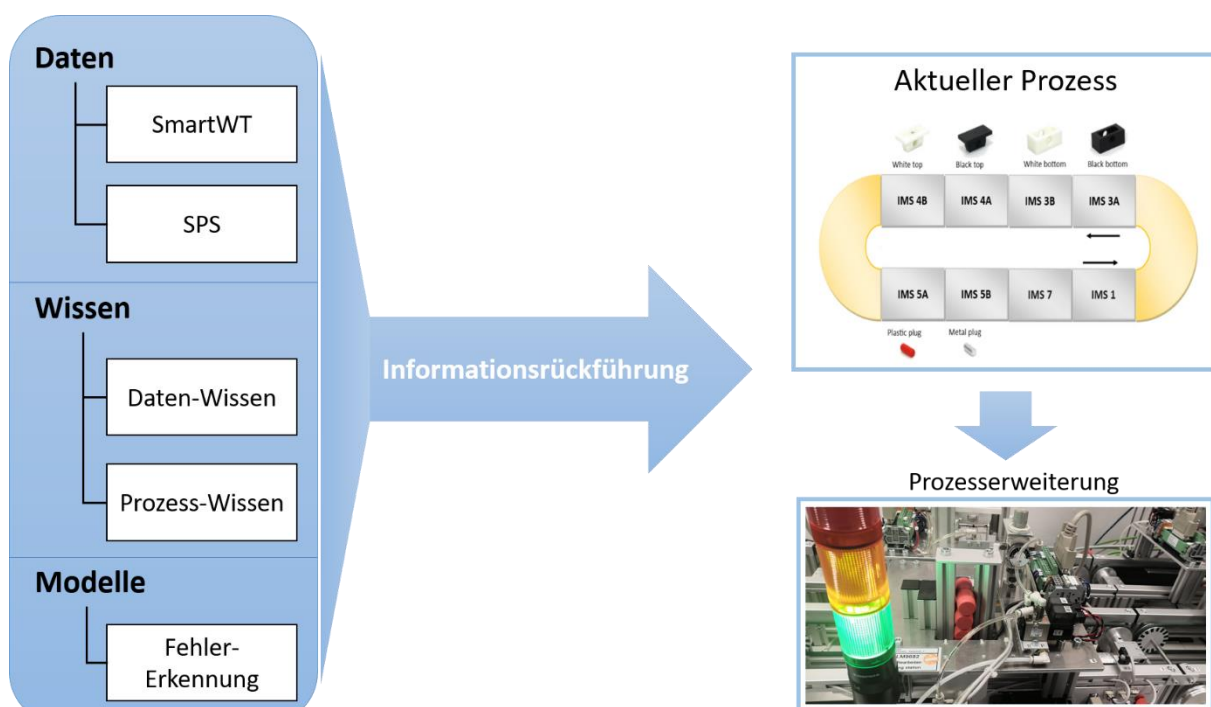 Daten
SmartWT
SPS
Wissen
Daten-Wissen
Prozess-Wissen
Modelle
Fehler-
Erkennung
Informationsrückführung
Aktueller Prozess
White top
Black top
White bottom
Black bottom
IMS 4B
IMS 4A
IMS 3B
IMS 3A
IMS 5A
IMS 5B
IMS 7
IMS 1
Plastic plug
Metal plug
Prozesserweiterung